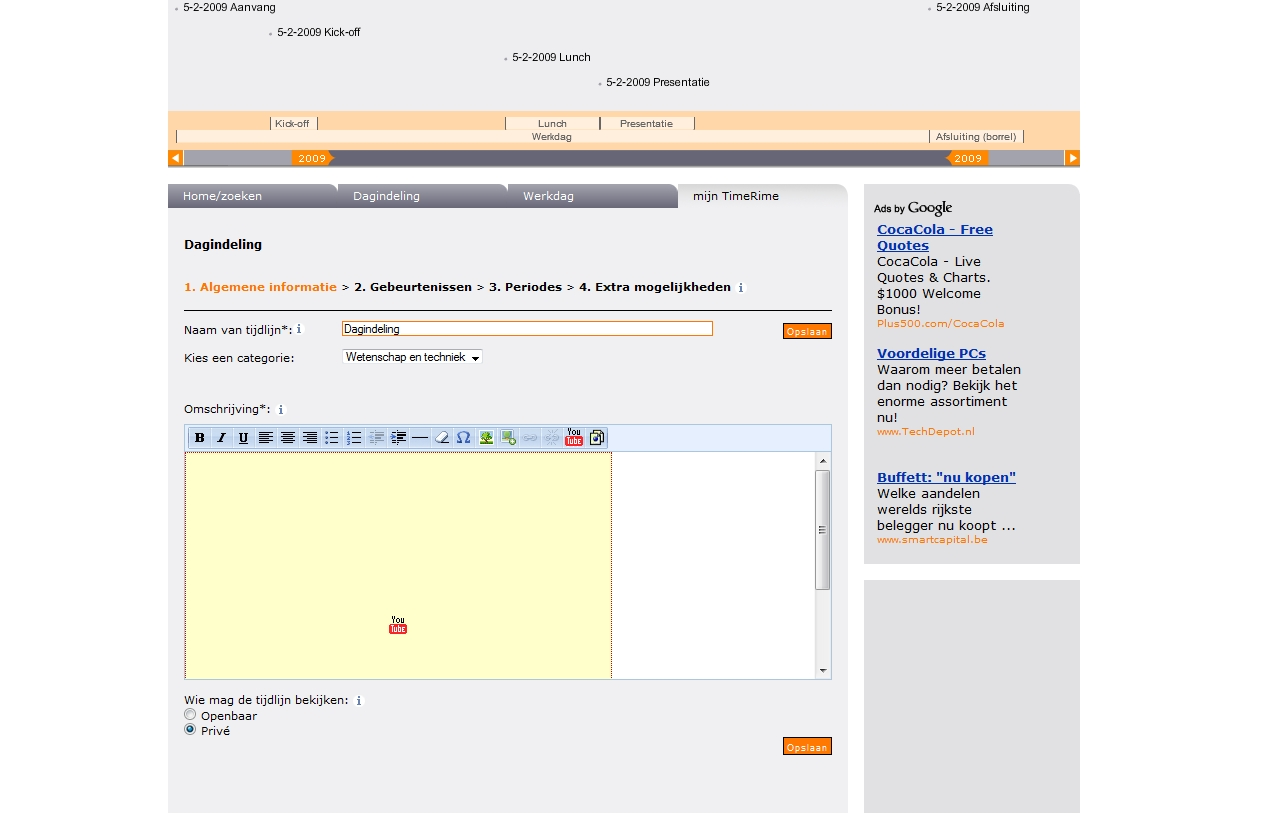 5-2-2009 Aanvang
5-2-2009 Afsluiting
5-2-2009 Kick-off
5-2-2009 Lunch
5-2-2009 Presentatie
Kick-off
Lunch
Presentatie
Werkdag
Afsluiting (borrel)
2009
2009
Home/zoeken
Dagindeling
Werkdag
mijn TimeRime
Dagindeling
1. Algemene informatie > 2. Gebeurtenissen > 3. Periodes > 4. Extra mogelijkheden i
Naam van tijdlijn*: i
Dagindeling
Opslaan
Kies een categorie:
Wetenschap en techniek
Omschrijving*: i
B I U
You Tube
You
Tube
Wie mag de tijdlijn bekijken: i
Openbaar
Privé
Opslaan
Ads by Google
CocaCola - Free
Quotes
CocaCola - Live
Quotes & Charts.
$1000 Welcome
Bonus!
Plus500.com/CocaCola
Voordelige PCs
Waarom meer betalen
dan nodig? Bekijk het
enorme assortiment
nu!
www.TechDepot.nl
Buffett: "nu kopen"
Welke aandelen
werelds rijkste
belegger nu koopt ...
www.smartcapital.be